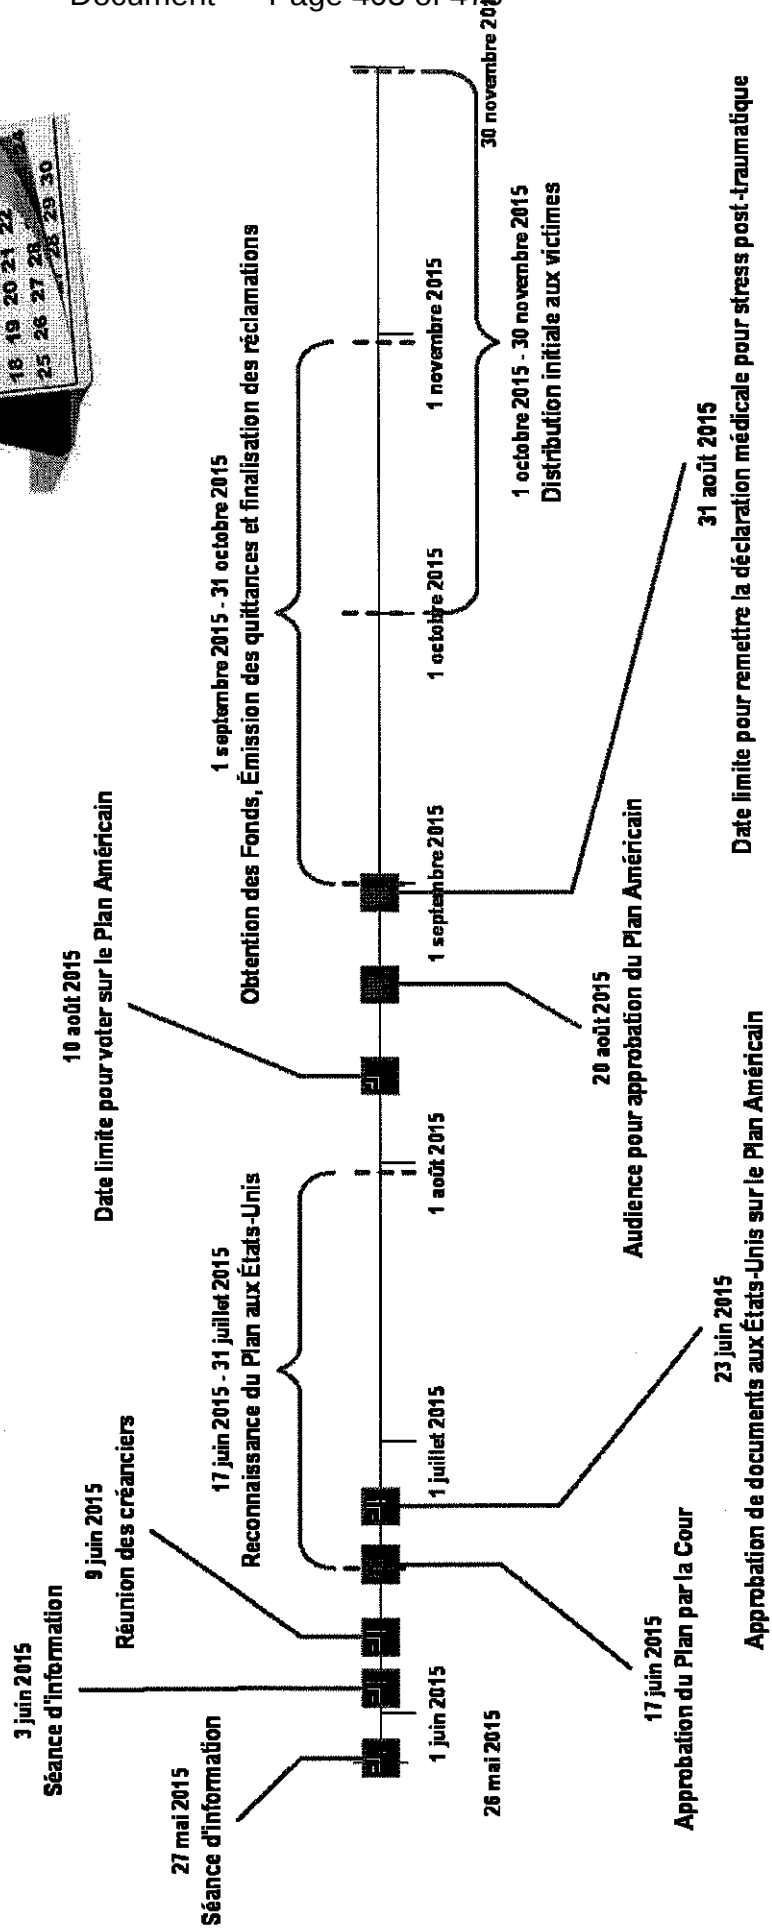 18 19 20 21 22
25 26 27 28 29 30
3 juin 2015
Séance d'information
9 juin 2015
Réunion des créanciers
27 mai 2015
Séance d'information
17 juin 2015 - 31 juillet 2015
Reconnaissance du Plan aux États-Unis
10 août 2015
Date limite pour voter sur le Plan Américain
1 septembre 2015 - 31 octobre 2015
Obtention des Fonds, Émission des quittances et finalisation des réclamations
26 mai 2015
1 juin 2015
1 juillet 2015
1 août 2015
1 septembre 2015
1 octobre 2015
1 novembre 2015
30 novembre
1 octobre 2015 - 30 novembre 2015
Distribution initiale aux victimes
17 juin 2015
Approbation du Plan par la Cour
23 juin 2015
Approbation de documents aux États-Unis sur le Plan Américain
20 août 2015
Audience pour approbation du Plan Américain
31 août 2015
Date limite pour remettre la déclaration médicale pour stress post-traumatique